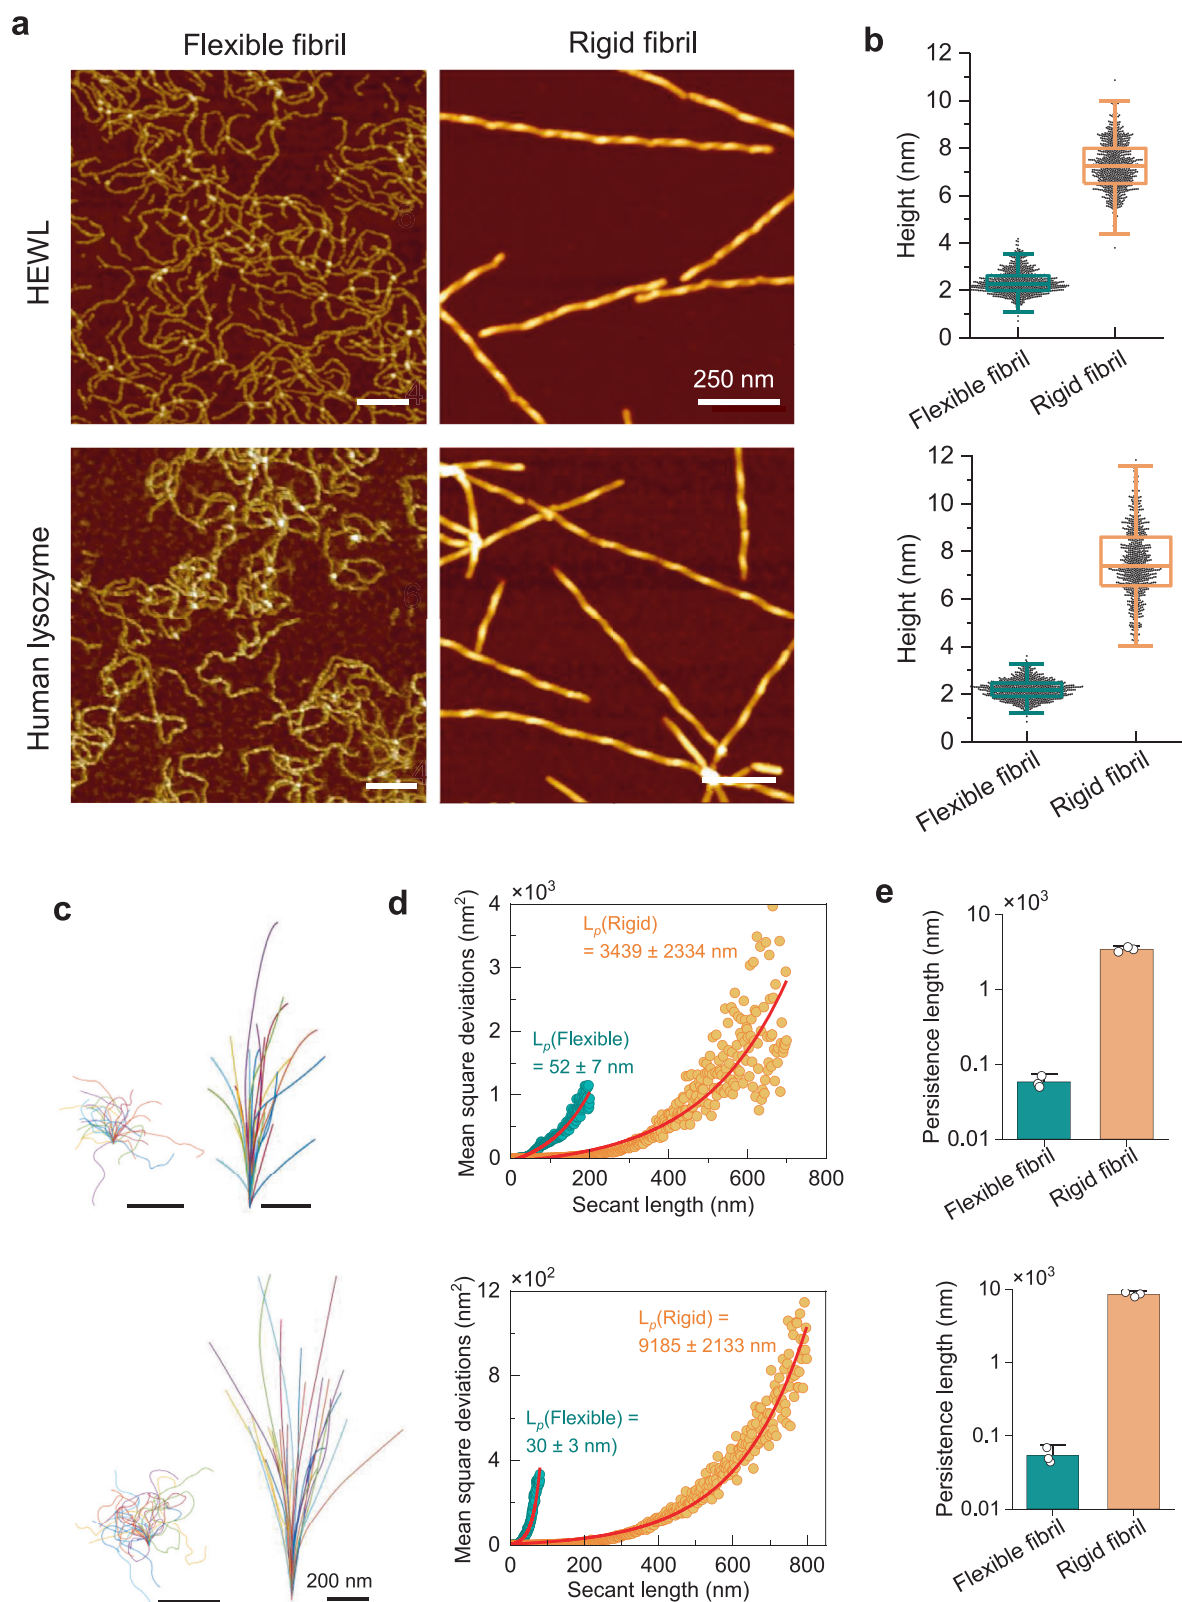 a
Flexible fibril
Rigid fibril
HEWL
250 nm
Human lysozyme
b
12
10
8
6
4
2
0
Height (nm)
Flexible fibril
Rigid fibril
12
10
8
6
4
2
0
Height (nm)
Flexible fibril
Rigid fibril
c
200 nm
d
×10³
4
3
2
1
0
Mean square deviations (nm²)
Lₚ(Rigid)
= 3439 ± 2334 nm
Lₚ(Flexible)
= 52 ± 7 nm
0 200 400 600 800
Secant length (nm)
×10²
12
8
4
0
Mean square deviations (nm²)
Lₚ(Rigid) =
9185 ± 2133 nm
Lₚ(Flexible) =
30 ± 3 nm)
0 200 400 600 800
Secant length (nm)
e
×10³
10
1
0.1
0.01
Persistence length (nm)
Flexible fibril
Rigid fibril
×10³
10
1
0.1
0.01
Persistence length (nm)
Flexible fibril
Rigid fibril